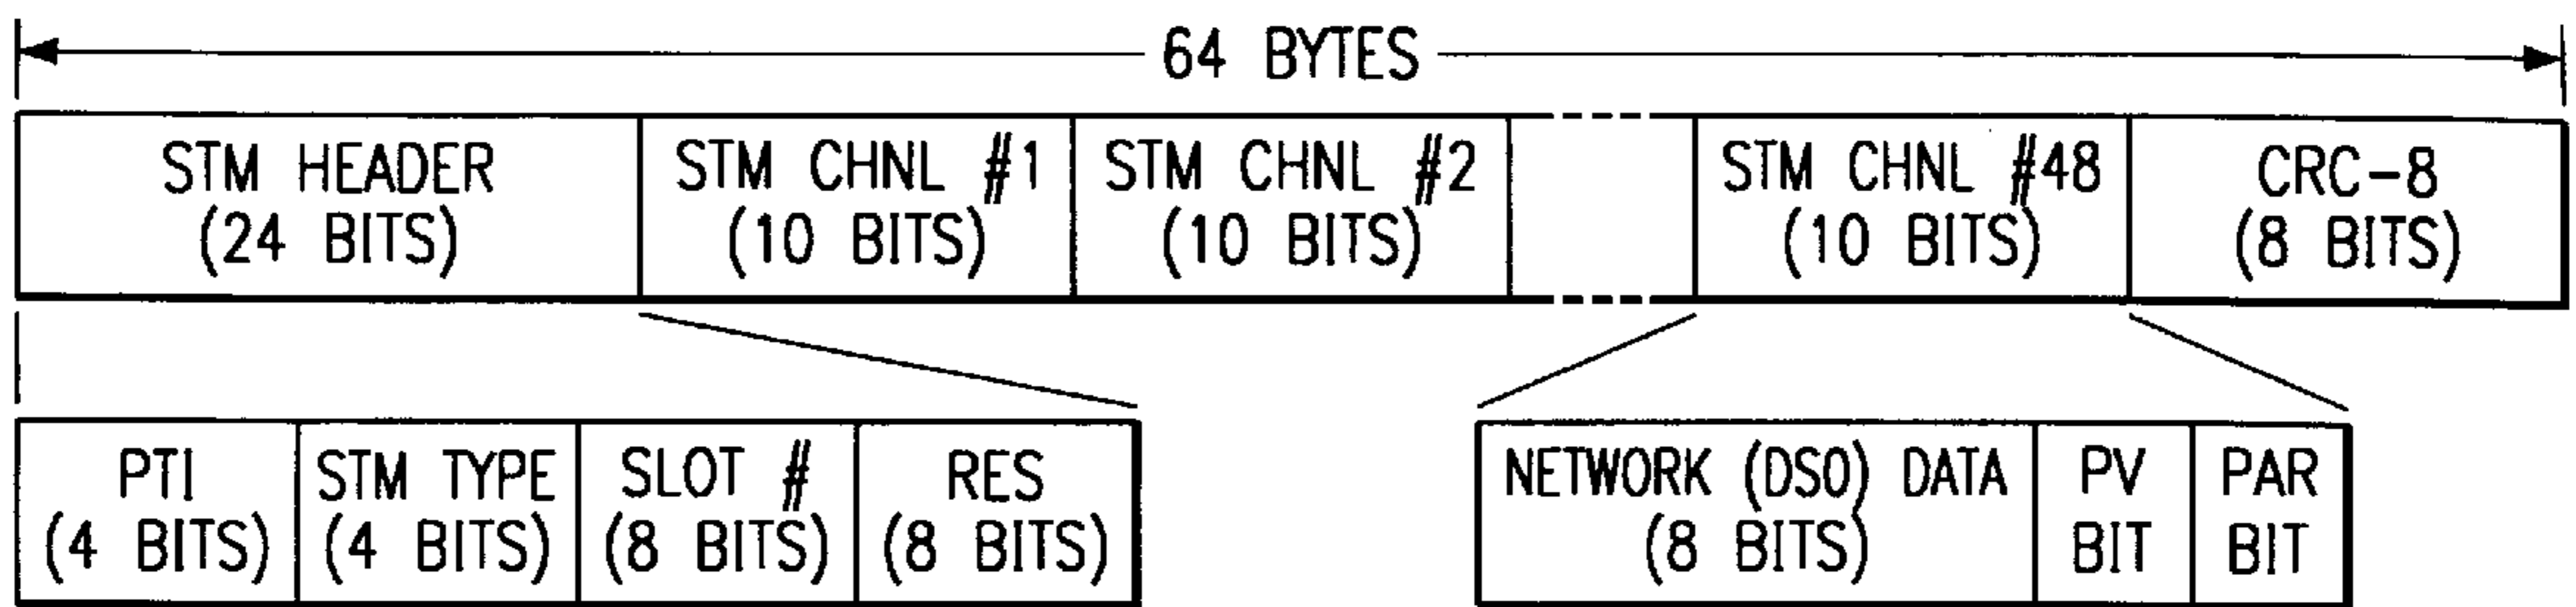 64 BYTES
STM HEADER
(24 BITS)
STM CHNL #1
(10 BITS)
STM CHNL #2
(10 BITS)
STM CHNL #48
(10 BITS)
CRC-8
(8 BITS)
PTI
(4 BITS)
STM TYPE
(4 BITS)
SLOT #
(8 BITS)
RES
(8 BITS)
NETWORK (DS0) DATA
(8 BITS)
PV
BIT
PAR
BIT